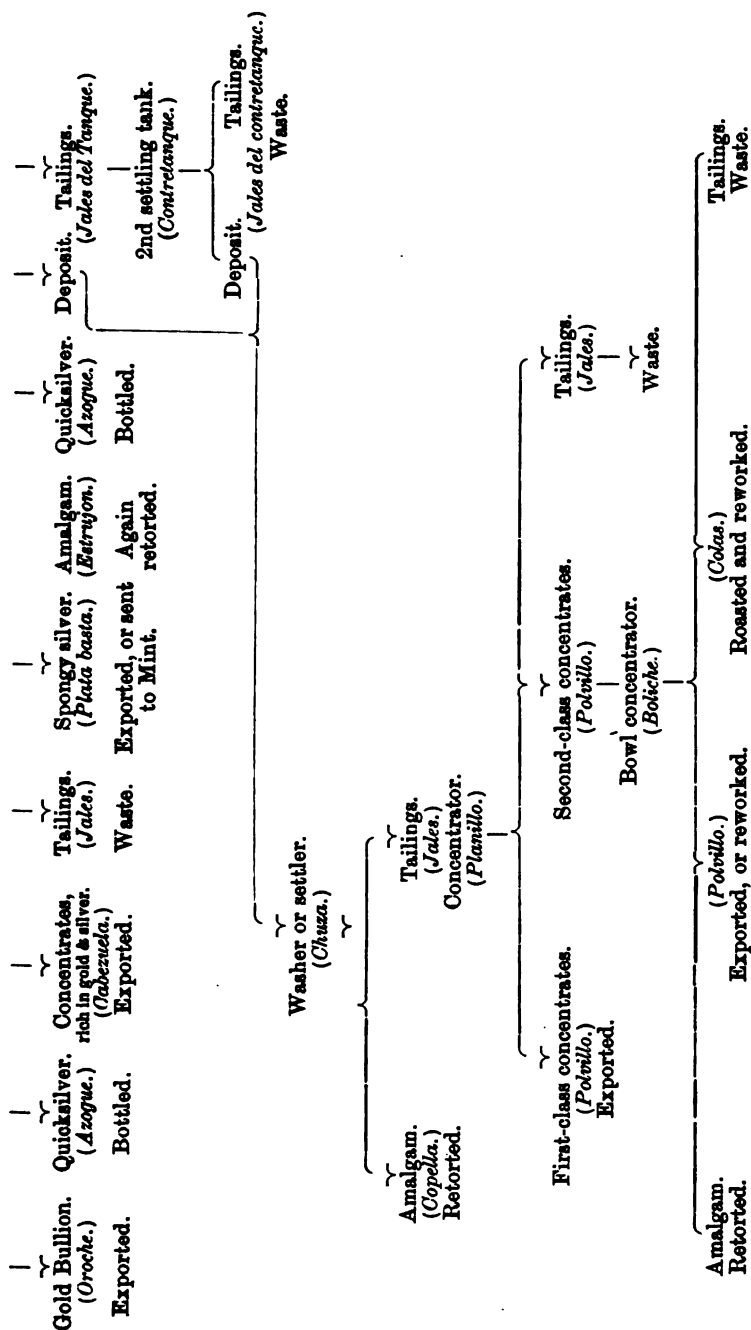 Gold Bullion.
(Oroche.)
Exported.
Quicksilver.
(Azogue.)
Bottled.
Concentrates,
rich in gold & silver.
(Cabezuela.)
Exported.
Tailings.
(Jales.)
Waste.
Spongy silver.
(Plata basta.)
Exported, or sent
to Mint.
Amalgam.
(Estrujon.)
Again
retorted.
Quicksilver.
(Azogue.)
Bottled.
Deposit.
Tailings.
(Jales del Tanque.)
2nd settling tank.
(Contretanque.)
Deposit.
Tailings.
(Jales del contretanque.)
Waste.
Washer or settler.
(Chuza.)
Amalgam.
(Copella.)
Retorted.
Tailings.
(Jales.)
Concentrator.
(Planillo.)
First-class concentrates.
(Polvillo.)
Exported.
Second-class concentrates.
(Polvillo.)
Bowl concentrator.
(Boliche.)
Tailings.
(Jales.)
Waste.
Amalgam.
Retorted.
(Polvillo.)
Exported, or reworked.
(Colas.)
Roasted and reworked.
Tailings.
Waste.